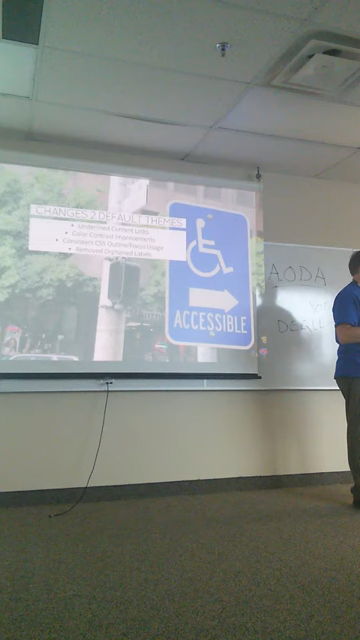 CHANGES 2 DEFAULT THEMES
• Underlined Content Links
• Color Contrast Improvements
• Consistent CSS Outline/Focus Usage
• Removed Orphaned Labels
ACCESSIBLE
AODA